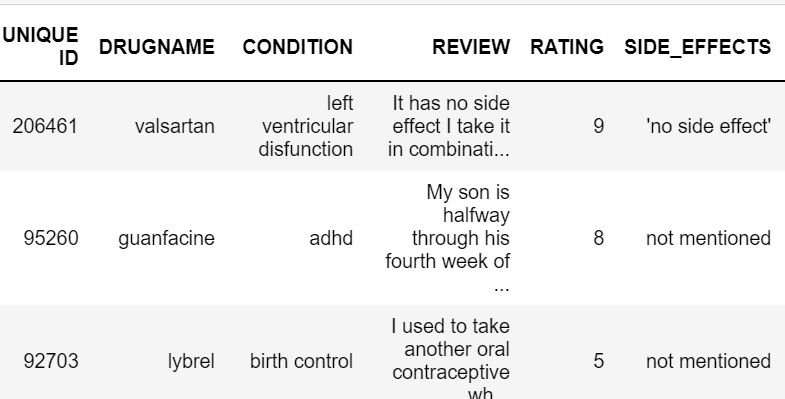 UNIQUE ID DRUGNAME CONDITION REVIEW RATING SIDE_EFFECTS
206461 valsartan left ventricular disfunction It has no side effect I take it in combinati... 9 'no side effect'
95260 guanfacine adhd My son is halfway through his fourth week of ... 8 not mentioned
92703 lybrel birth control I used to take another oral contraceptive wh... 5 not mentioned